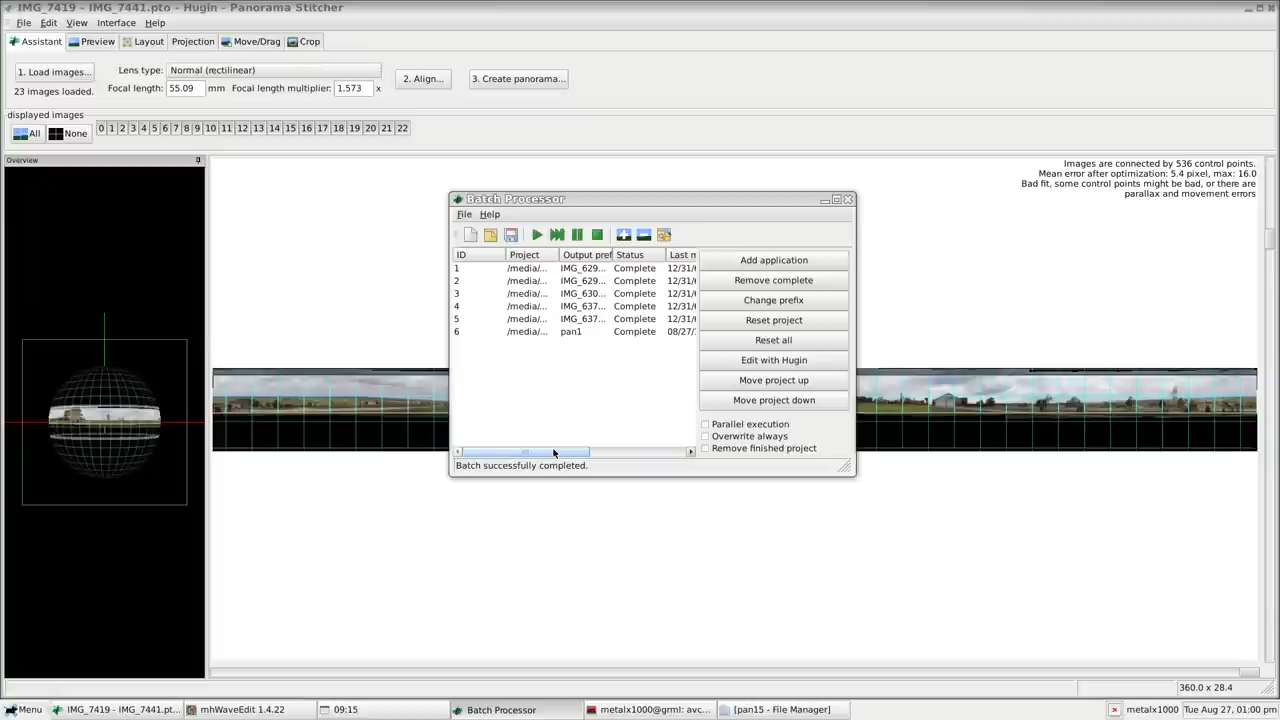 IMG_7419 - IMG_7441.pto - Hugin - Panorama Stitcher
File Edit View Interface Help
Assistant Preview Layout Projection Move/Drag Crop
1. Load images... Lens type: Normal (rectilinear) 2. Align... 3. Create panorama...
23 images loaded. Focal length: 55.09 mm Focal length multiplier: 1.573 x
displayed images
All None 0 1 2 3 4 5 6 7 8 9 10 11 12 13 14 15 16 17 18 19 20 21 22
Overview
Images are connected by 536 control points.
Mean error after optimization: 5.4 pixel, max: 16.0
Bad fit, some control points might be bad, or there are
parallax and movement errors
Batch Processor
File Help
ID Project Output pref Status Last m
1 /media/... IMG_629... Complete 12/31/
2 /media/... IMG_629... Complete 12/31/
3 /media/... IMG_630... Complete 12/31/
4 /media/... IMG_637... Complete 12/31/
5 /media/... IMG_637... Complete 12/31/
6 /media/... pan1 Complete 08/27/
Add application
Remove complete
Change prefix
Reset project
Reset all
Edit with Hugin
Move project up
Move project down
Parallel execution
Overwrite always
Remove finished project
Batch successfully completed.
360.0 x 28.4
Menu IMG_7419 - IMG_7441.pt... mhWaveEdit 1.4.22 09:15 Batch Processor metalx1000@grml: avc... [pan15 - File Manager] metalx1000 Tue Aug 27, 01:00 pm